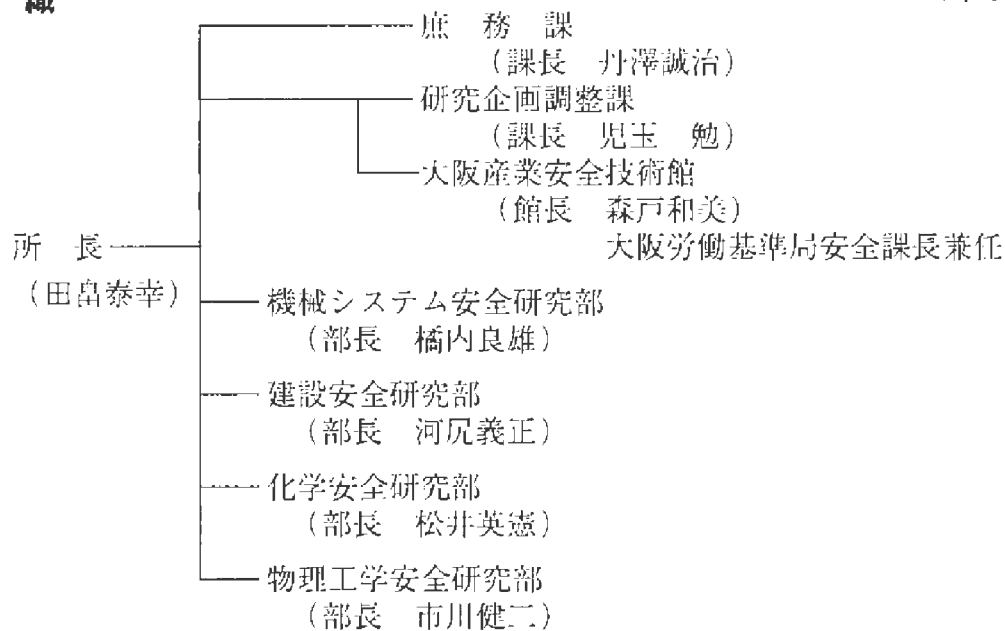 織
庶務課
(課長 丹澤誠治)
研究企画調整課
(課長 児玉 勉)
大阪産業安全技術館
(館長 森戸和美)
所長
大阪労働基準局安全課長兼任
(田畠泰幸)
機械システム安全研究部
(部長 橘内良雄)
建設安全研究部
(部長 河尻義正)
化学安全研究部
(部長 松井英憲)
物理工学安全研究部
(部長 市川健二)